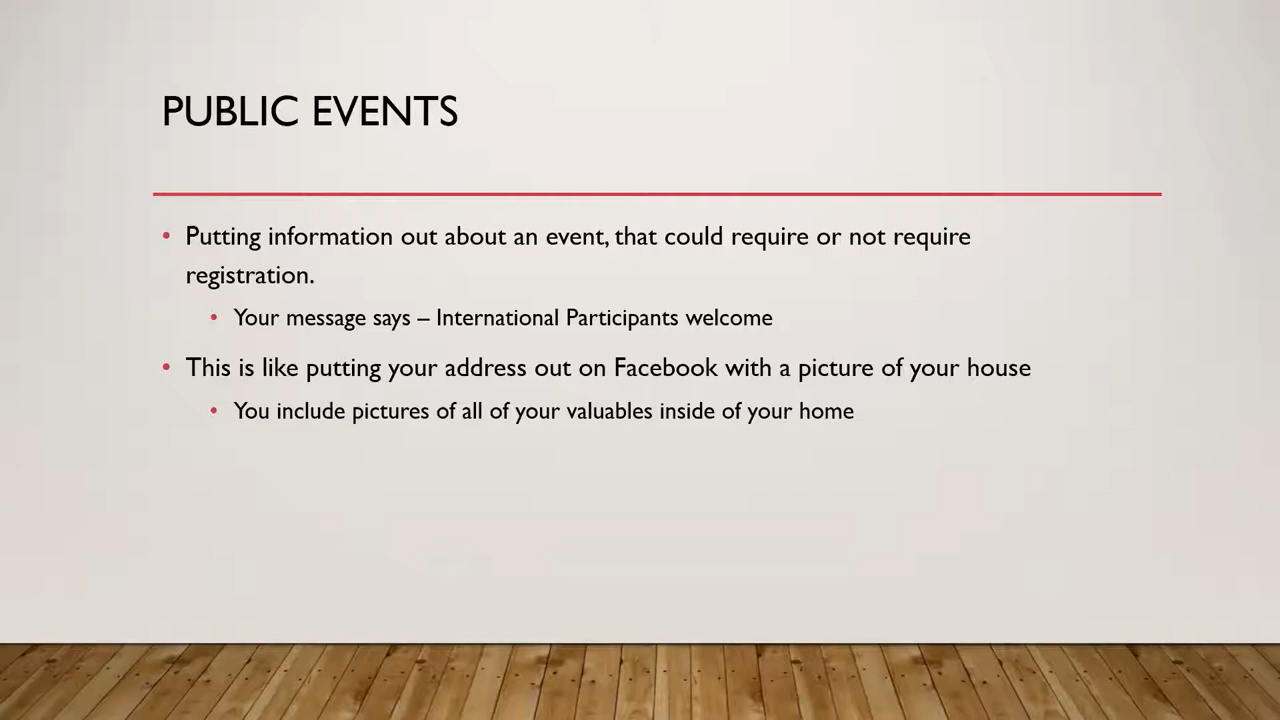 PUBLIC EVENTS
• Putting information out about an event, that could require or not require
registration.
• Your message says – International Participants welcome
• This is like putting your address out on Facebook with a picture of your house
• You include pictures of all of your valuables inside of your home